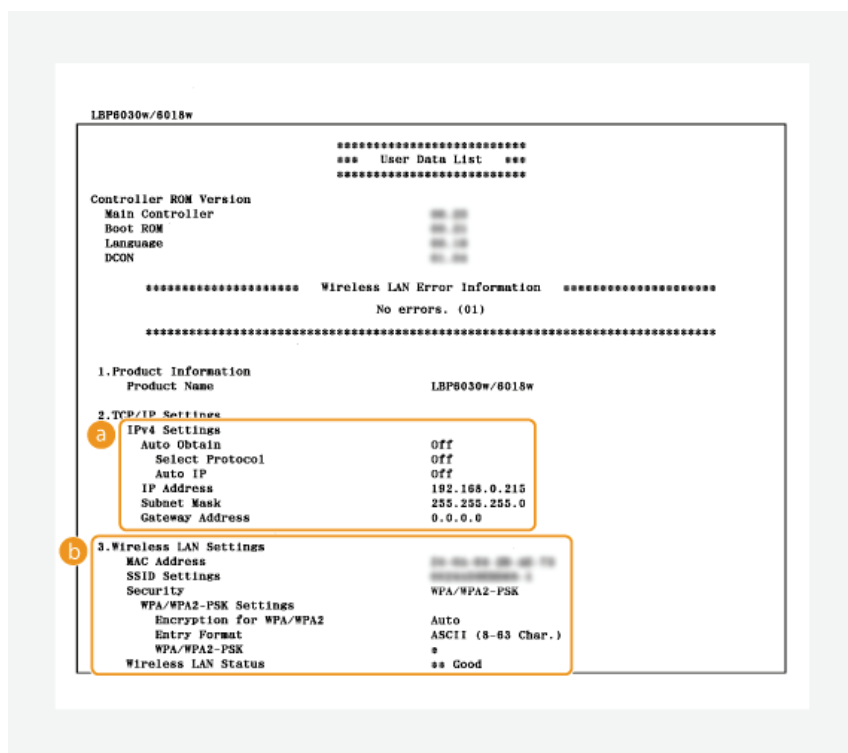 LBP6030w/6018w
**************************
*** User Data List ***
**************************
Controller ROM Version
Main Controller
Boot ROM
Language
DCON
********************* Wireless LAN Error Information *********************
No errors. (01)
******************************************************************************
1.Product Information
Product Name LBP6030w/6018w
2.TCP/IP Settings
a
IPv4 Settings
Auto Obtain Off
Select Protocol Off
Auto IP Off
IP Address 192.168.0.215
Subnet Mask 255.255.255.0
Gateway Address 0.0.0.0
b
3.Wireless LAN Settings
MAC Address
SSID Settings
Security WPA/WPA2-PSK
WPA/WPA2-PSK Settings
Encryption for WPA/WPA2 Auto
Entry Format ASCII (8-63 Char.)
WPA/WPA2-PSK *
Wireless LAN Status ** Good